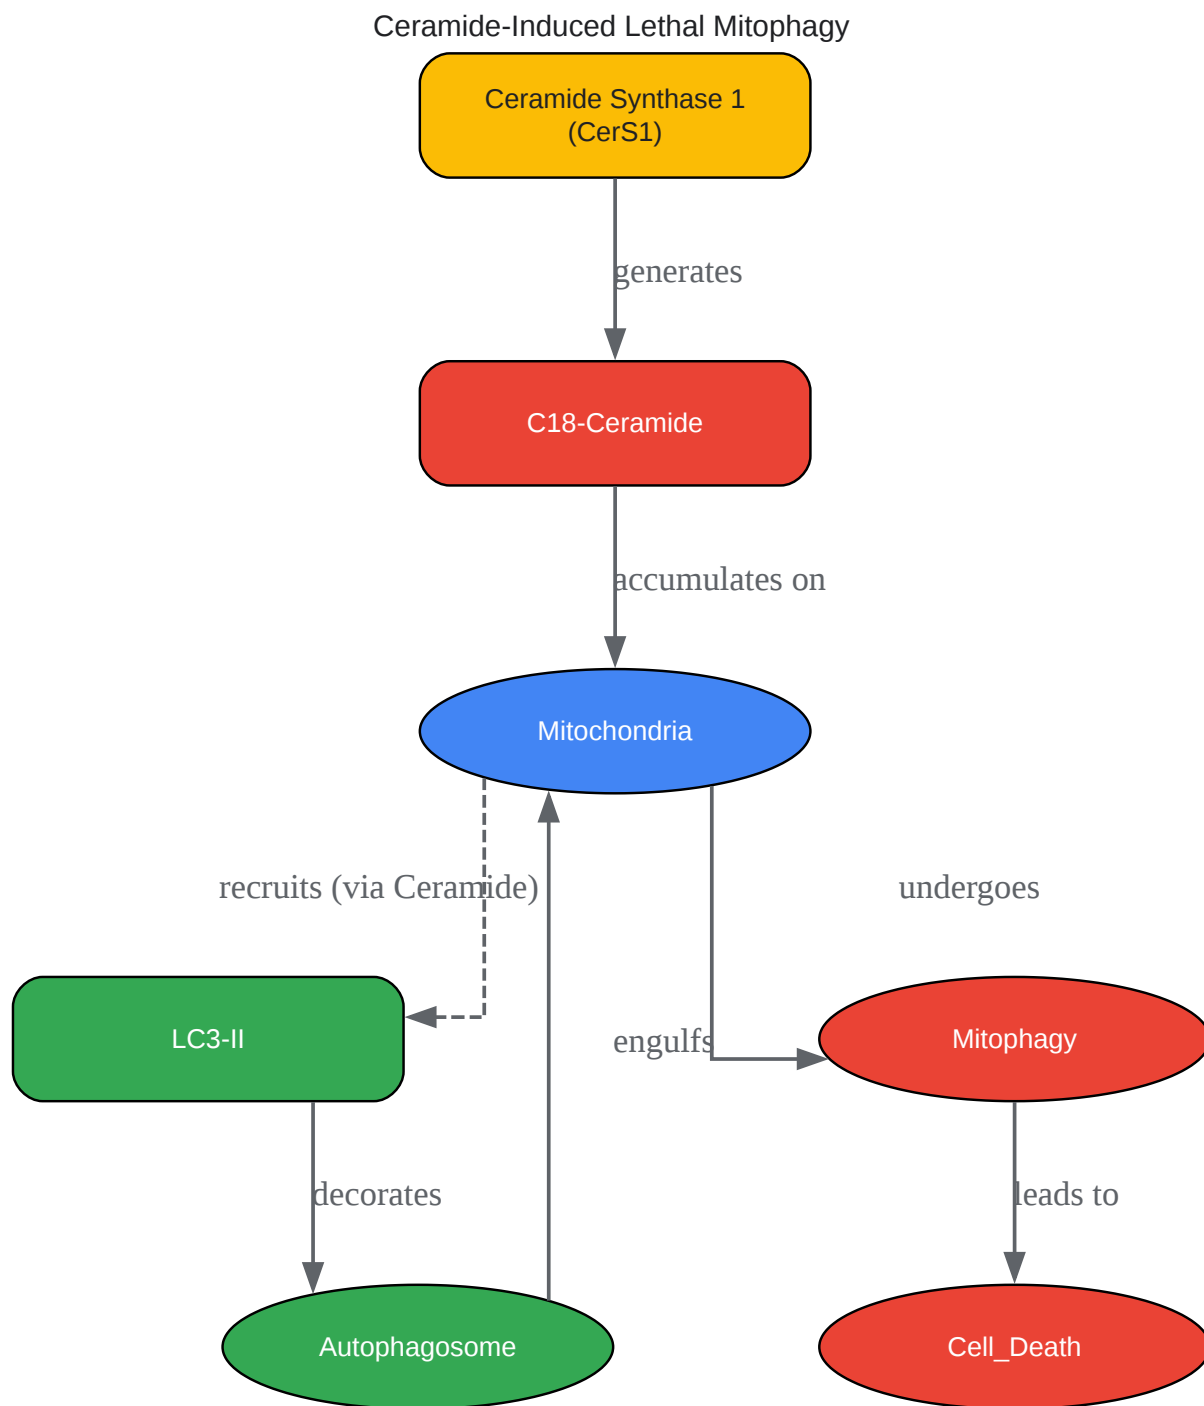 Ceramide-Induced Lethal Mitophagy
Ceramide Synthase 1
(CerS1)
generates
C18-Ceramide
accumulates on
Mitochondria
recruits (via Ceramide)
undergoes
LC3-II
engulfs
Mitophagy
decorates
leads to
Autophagosome
Cell_Death